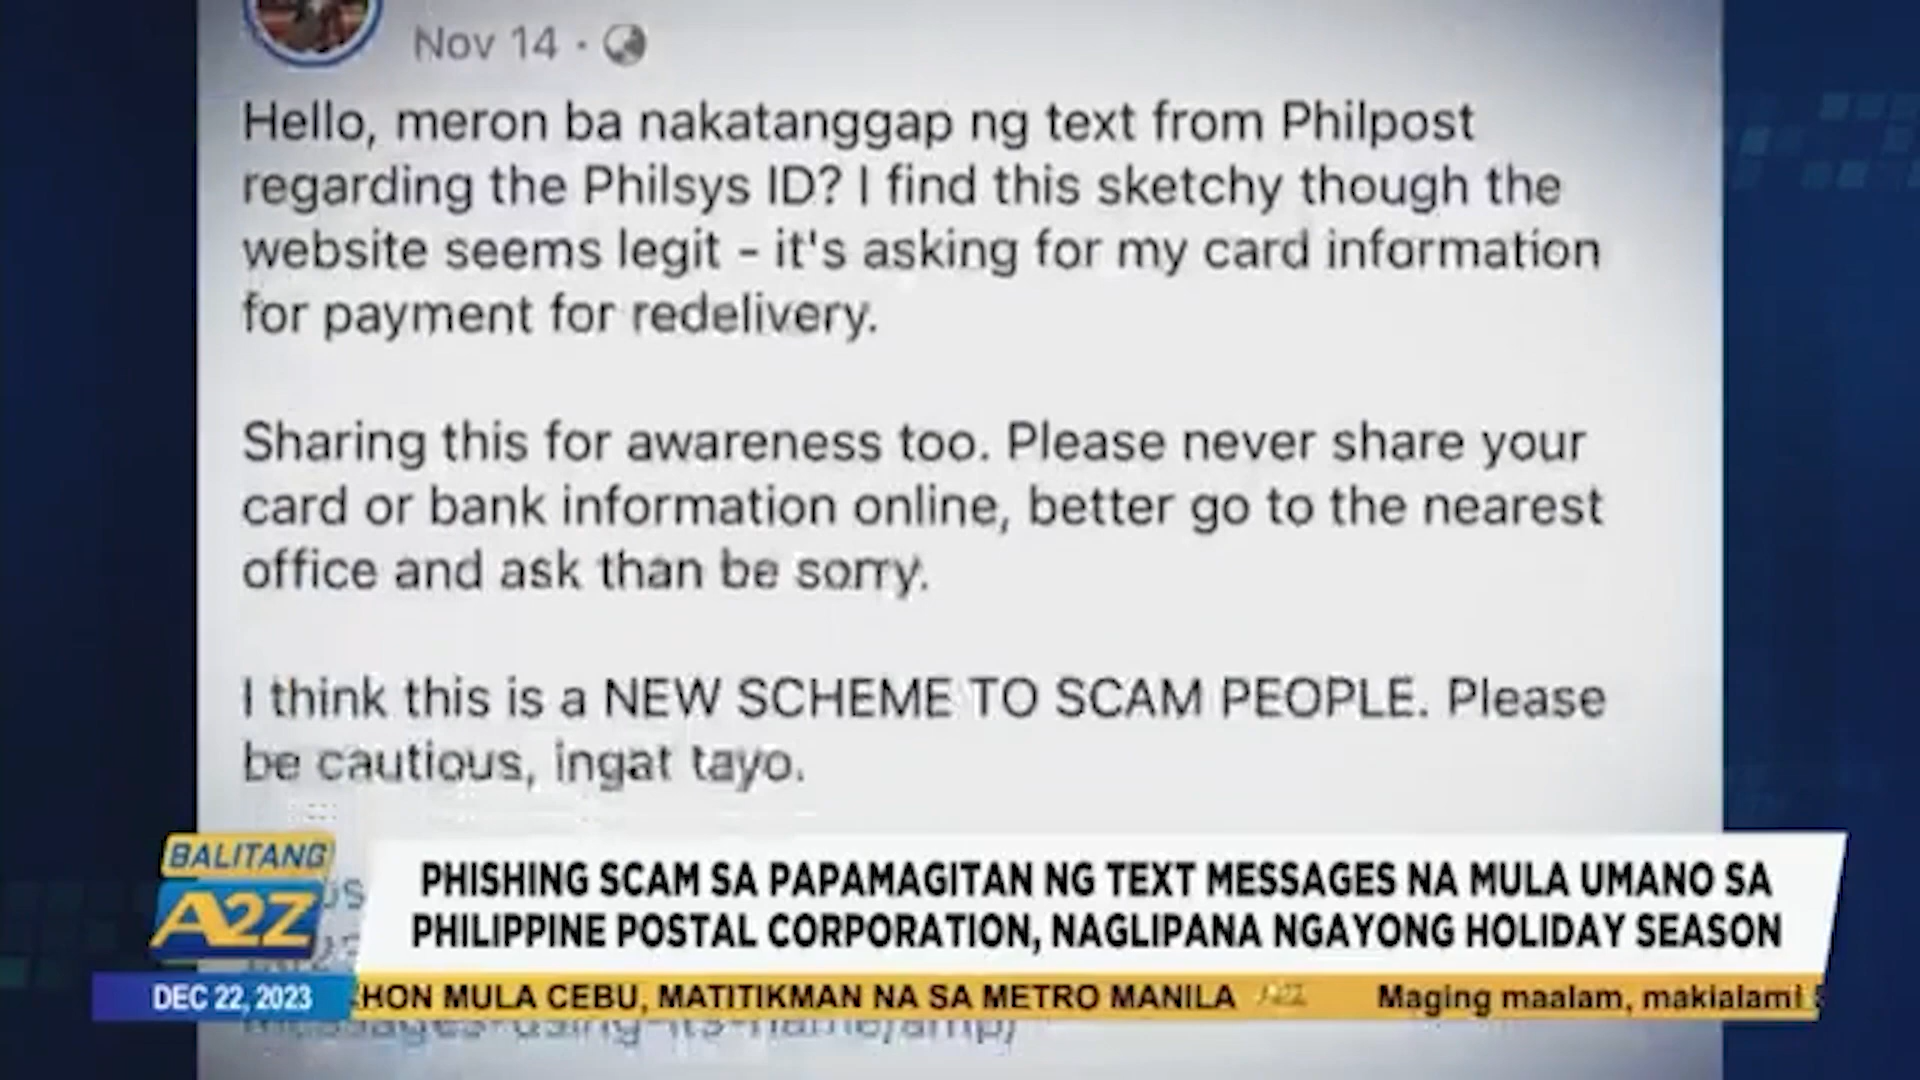 Nov 14 ·
Hello, meron ba nakatanggap ng text from Philpost
regarding the Philsys ID? I find this sketchy though the
website seems legit - it's asking for my card information
for payment for redelivery.
Sharing this for awareness too. Please never share your
card or bank information online, better go to the nearest
office and ask than be sorry.
I think this is a NEW SCHEME TO SCAM PEOPLE. Please
be cautious, ingat tayo.
BALITANG
A2Z
PHISHING SCAM SA PAPAMAGITAN NG TEXT MESSAGES NA MULA UMANO SA
PHILIPPINE POSTAL CORPORATION, NAGLIPANA NGAYONG HOLIDAY SEASON
DEC 22, 2023
HON MULA CEBU, MATITIKMAN NA SA METRO MANILA A2Z Maging maalam, makialam!